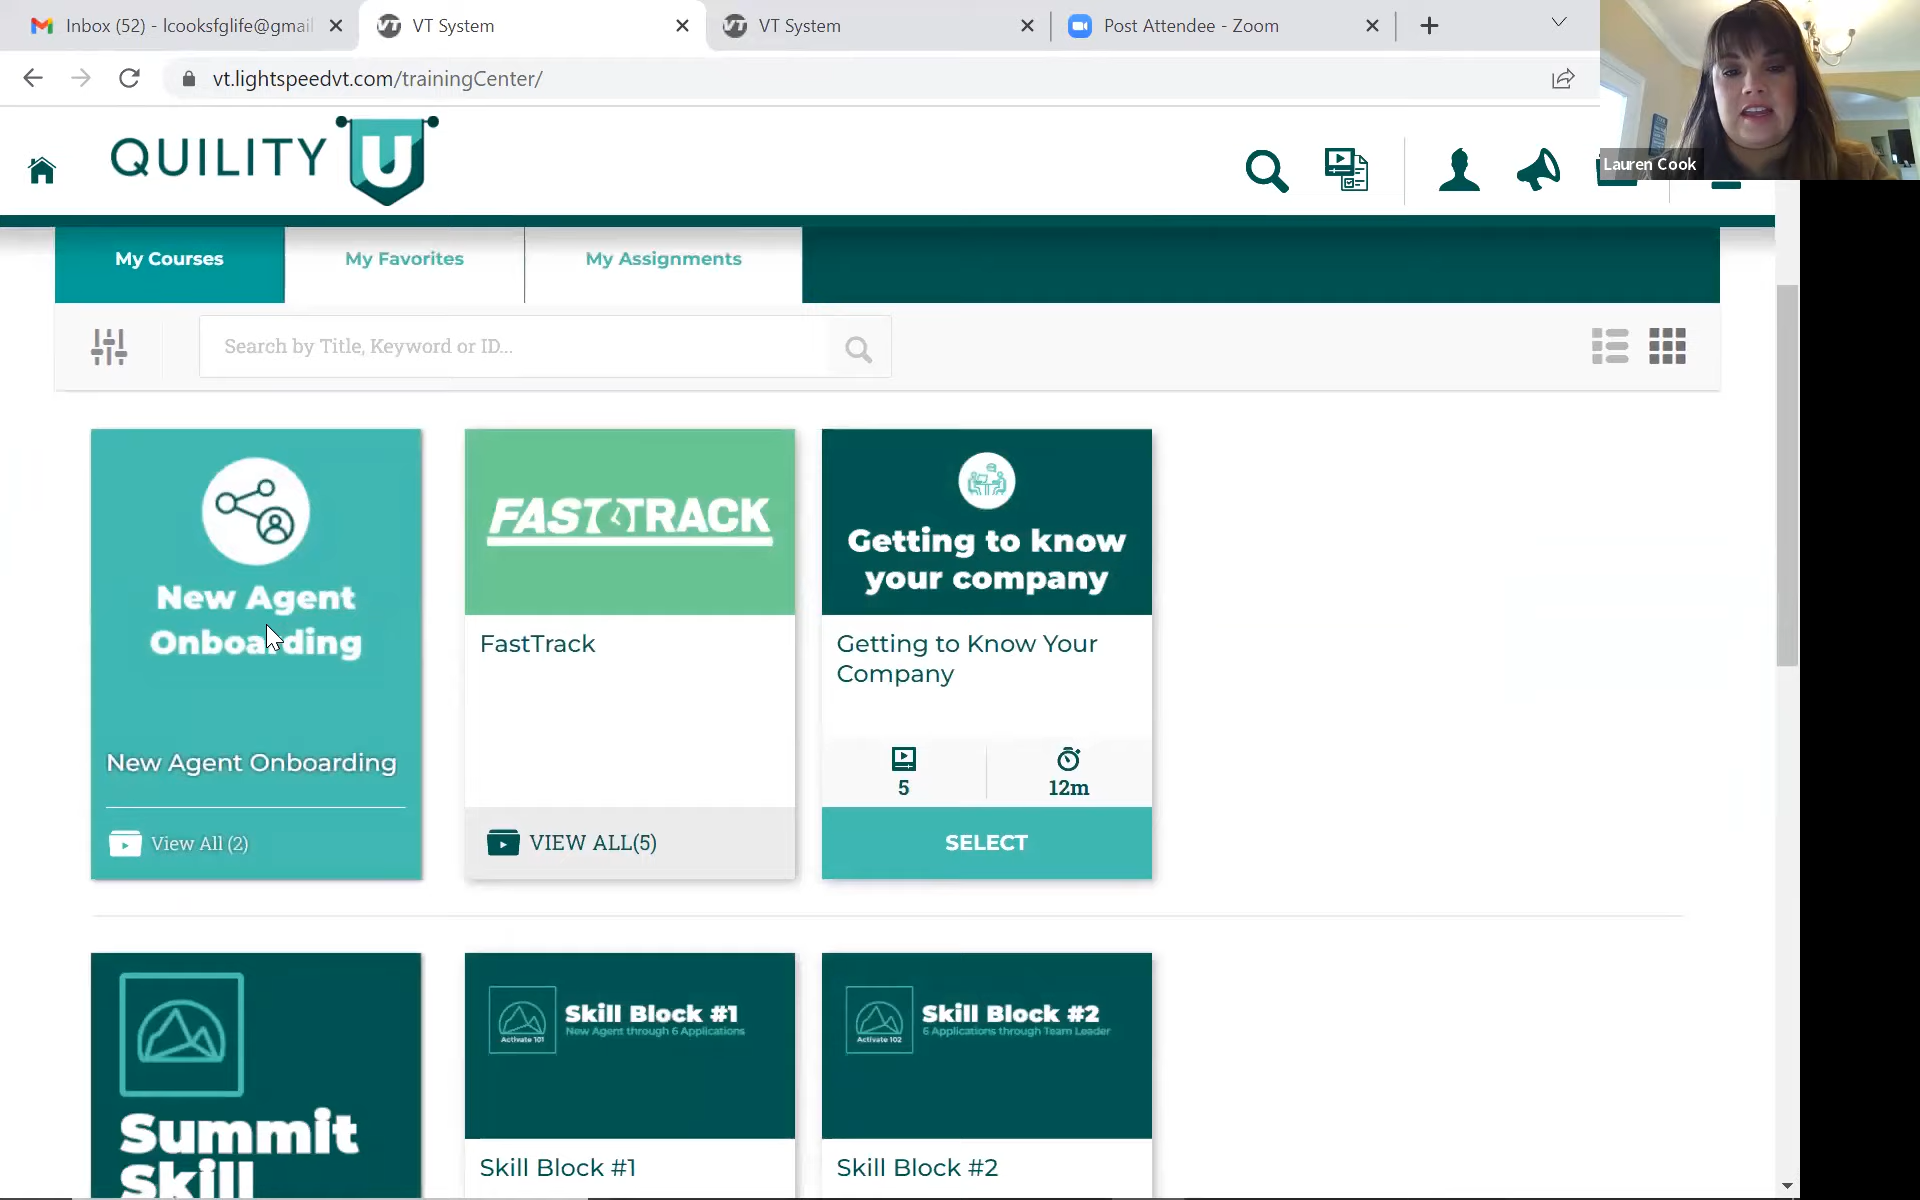 Inbox (52) - lcooksfglife@gmail
VT System
VT System
Post Attendee - Zoom
vt.lightspeedvt.com/trainingCenter/
Lauren Cook
QUILITY U
My Courses
My Favorites
My Assignments
Search by Title, Keyword or ID...
New Agent
Onboarding
New Agent Onboarding
View All (2)
FASTTRACK
FastTrack
VIEW ALL(5)
Getting to know
your company
Getting to Know Your
Company
5
12m
SELECT
Summit
Skill
Activate 101
Skill Block #1
New Agent through 6 Applications
Skill Block #1
Activate 102
Skill Block #2
6 Applications through Team Leader
Skill Block #2